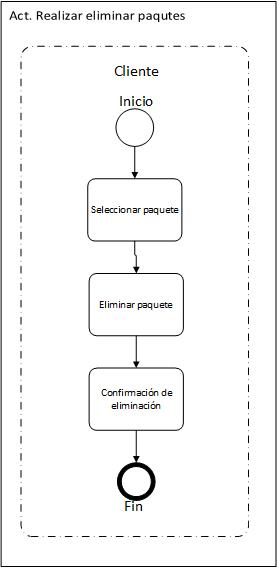 Act. Realizar eliminar paqutes
Cliente
Inicio
Seleccionar paquete
Eliminar paquete
Confirmación de
eliminación
Fin